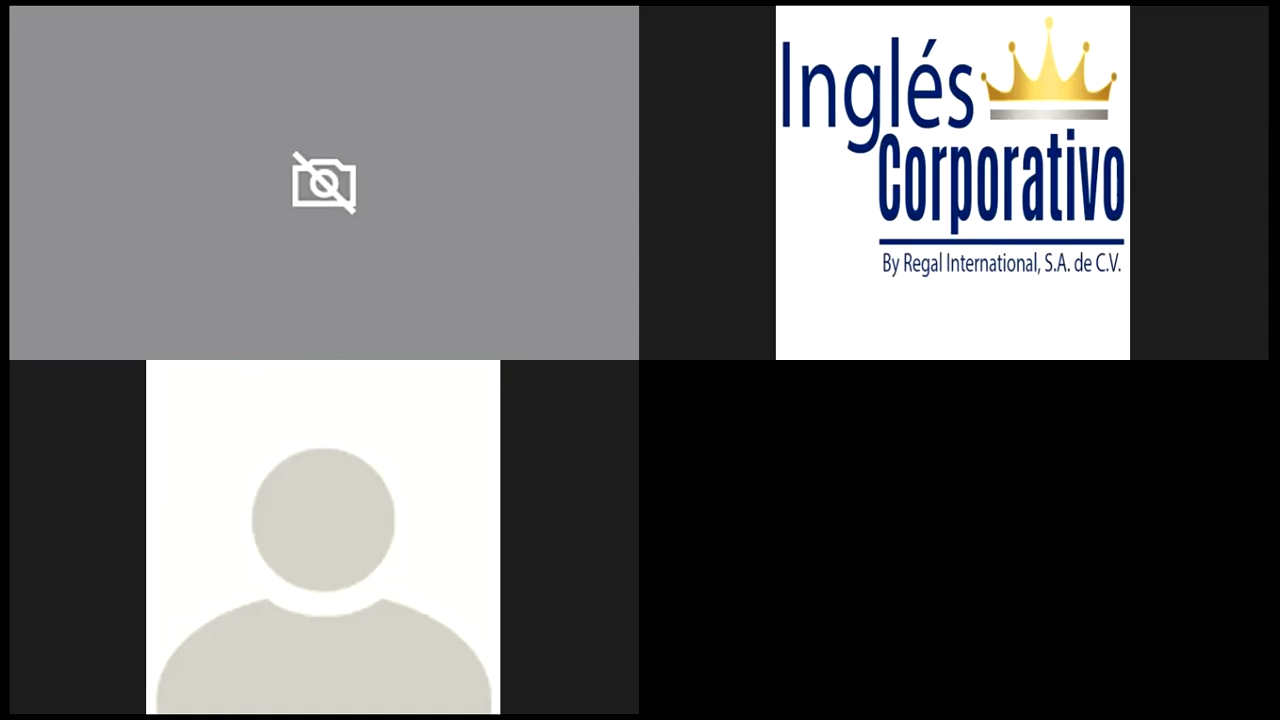 Inglés
Corporativo
By Regal International, S.A. de C.V.